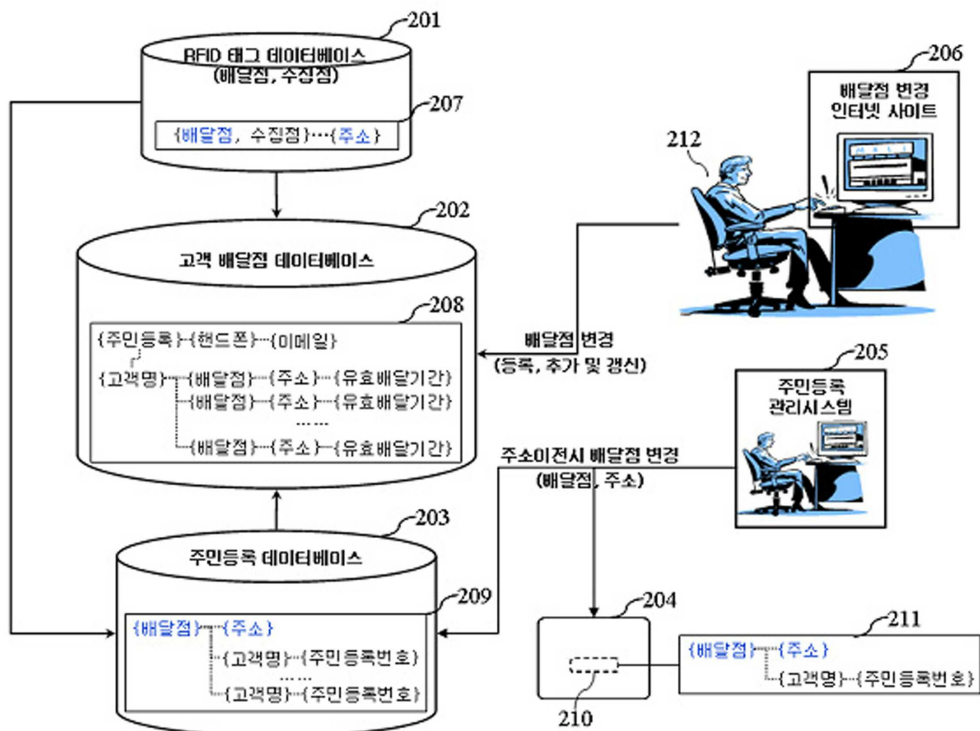 201
RFID 태그 데이터베이스
(배달점, 수집점)
207
{배달점, 수집점}···{주소}
202
고객 배달점 데이터베이스
208
{주민등록}···{핸드폰}···{이메일}
{고객명}···{배달점}···{주소}···{유효배달기간}
{배달점}···{주소}···{유효배달기간}
······
{배달점}···{주소}···{유효배달기간}
203
주민등록 데이터베이스
209
{배달점}···{주소}
{고객명}···{주민등록번호}
······
{고객명}···{주민등록번호}
206
배달점 변경
인터넷 사이트
212
배달점 변경
(등록, 추가 및 갱신)
205
주민등록
관리시스템
주소이전시 배달점 변경
(배달점, 주소)
204
210
211
{배달점}···{주소}
{고객명}···{주민등록번호}